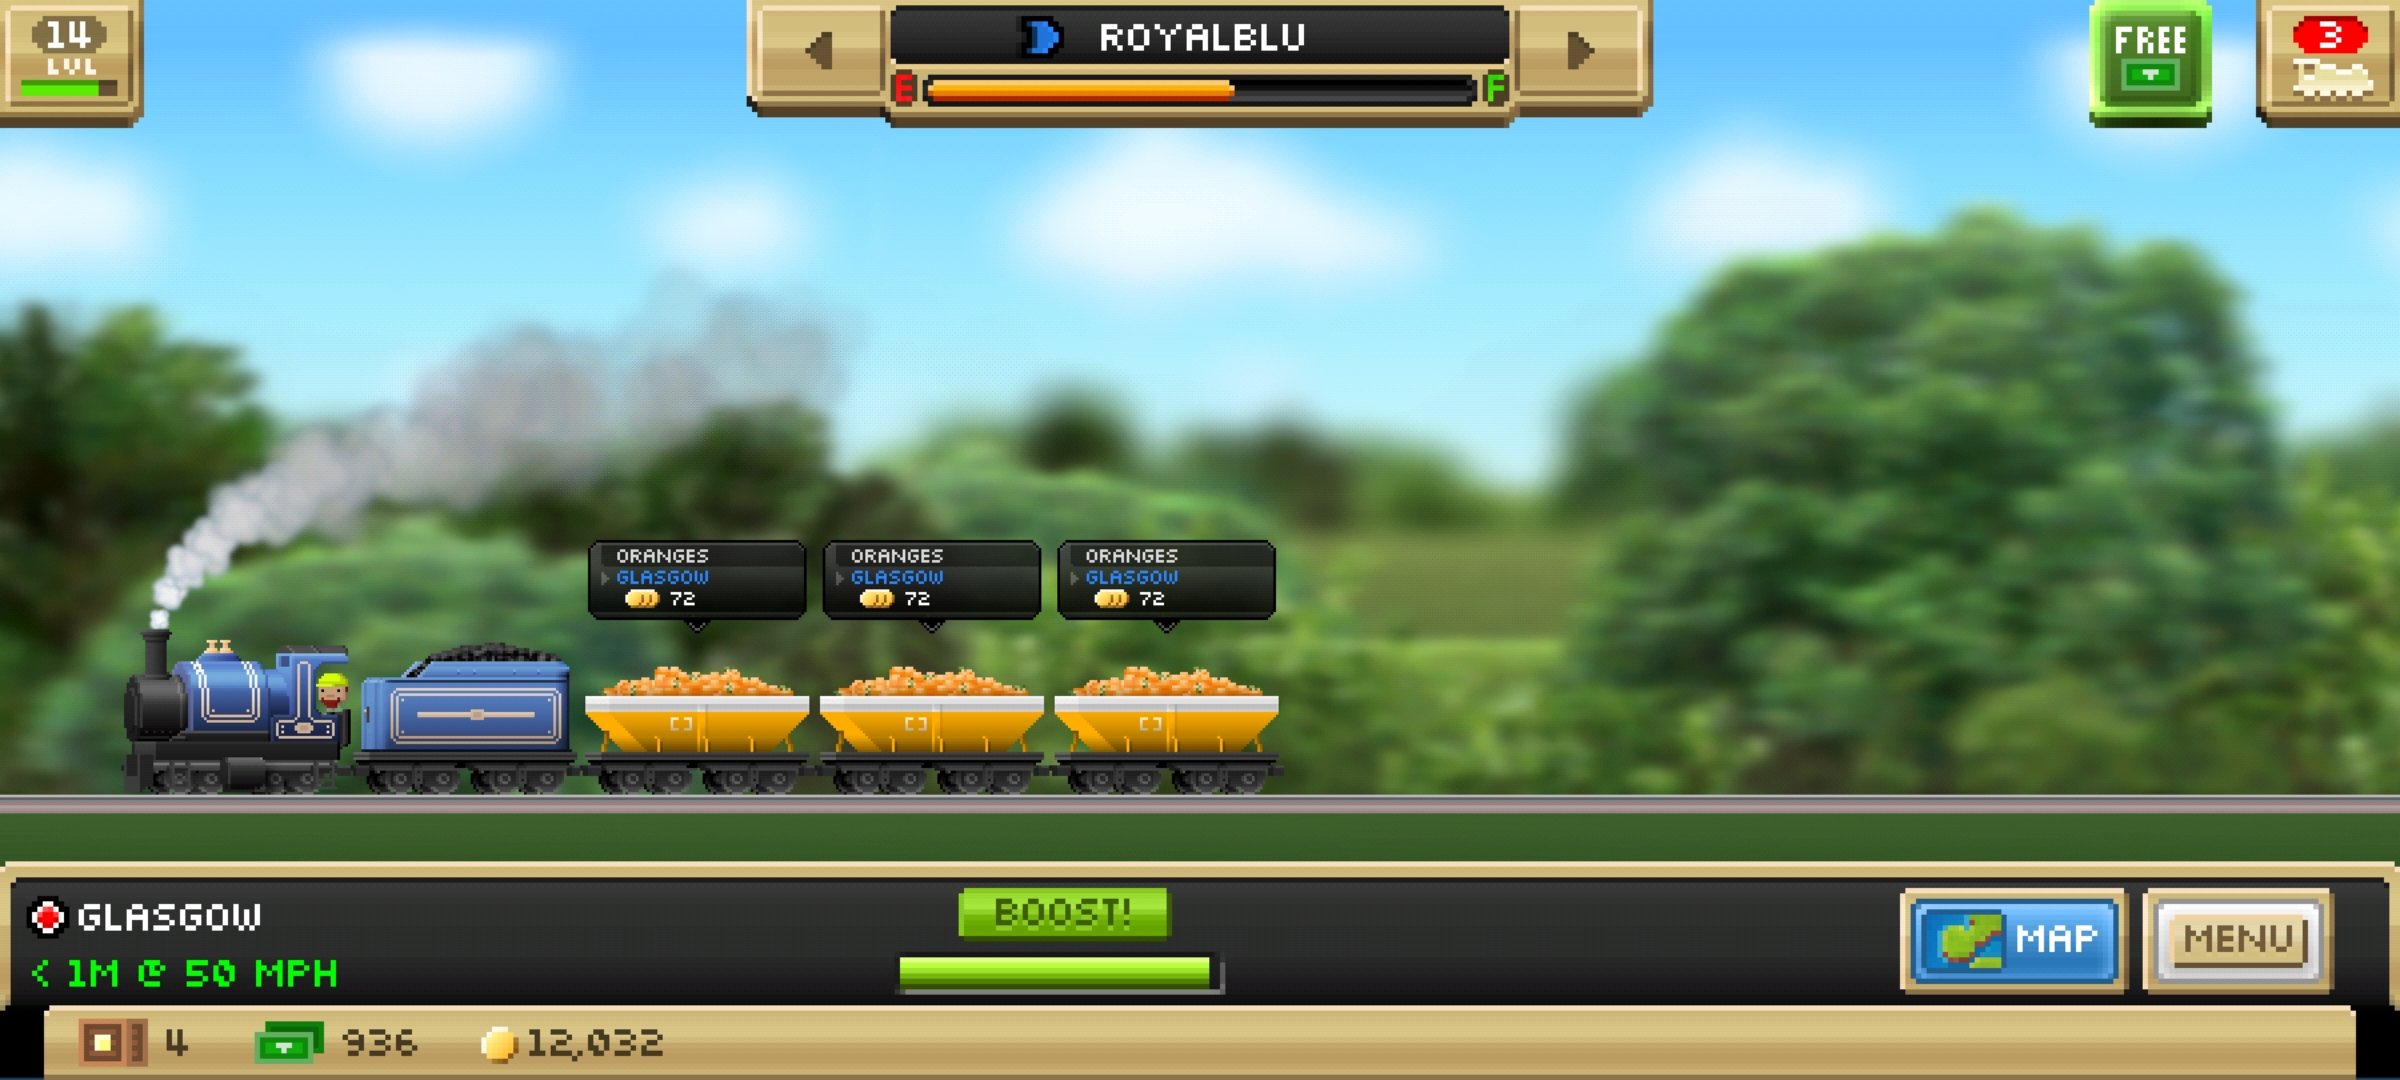 14
LVL
ROYALBLU
E F
FREE
3
ORANGES
GLASGOW
72
ORANGES
GLASGOW
72
ORANGES
GLASGOW
72
GLASGOW
< 1M @ 50 MPH
BOOST!
MAP
MENU
4
936
12,032